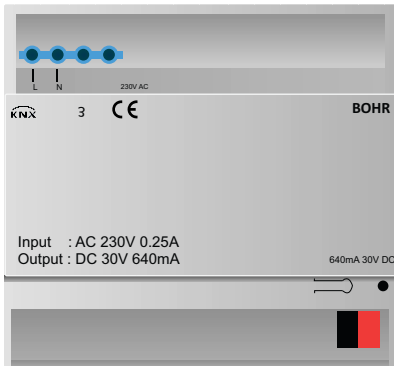 L N 230V AC
KNX 3 CE BOHR
Input : AC 230V 0.25A
Output : DC 30V 640mA
640mA 30V DC